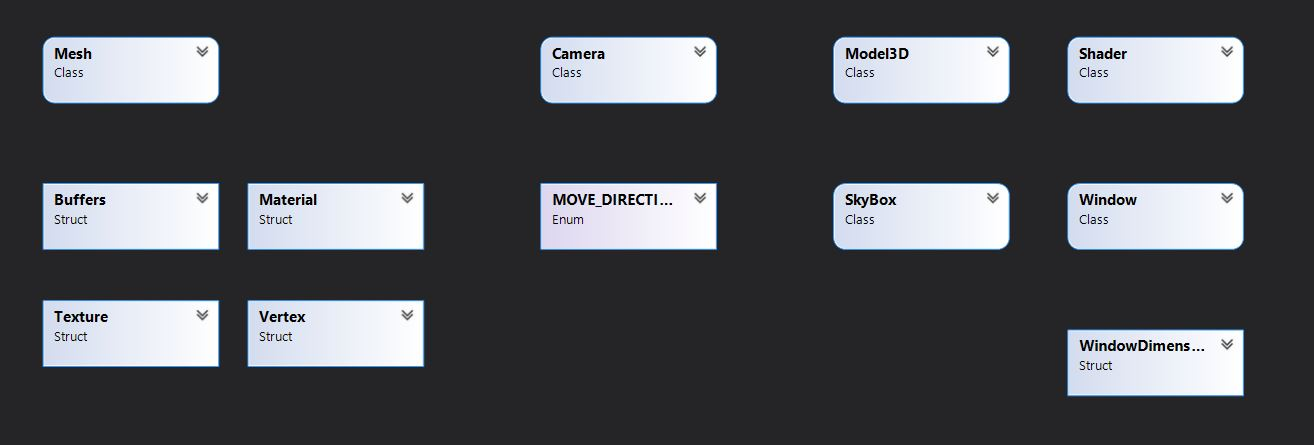 Mesh
Class
Camera
Class
Model3D
Class
Shader
Class
Buffers
Struct
Material
Struct
MOVE_DIRECTI...
Enum
SkyBox
Class
Window
Class
Texture
Struct
Vertex
Struct
WindowDimens...
Struct